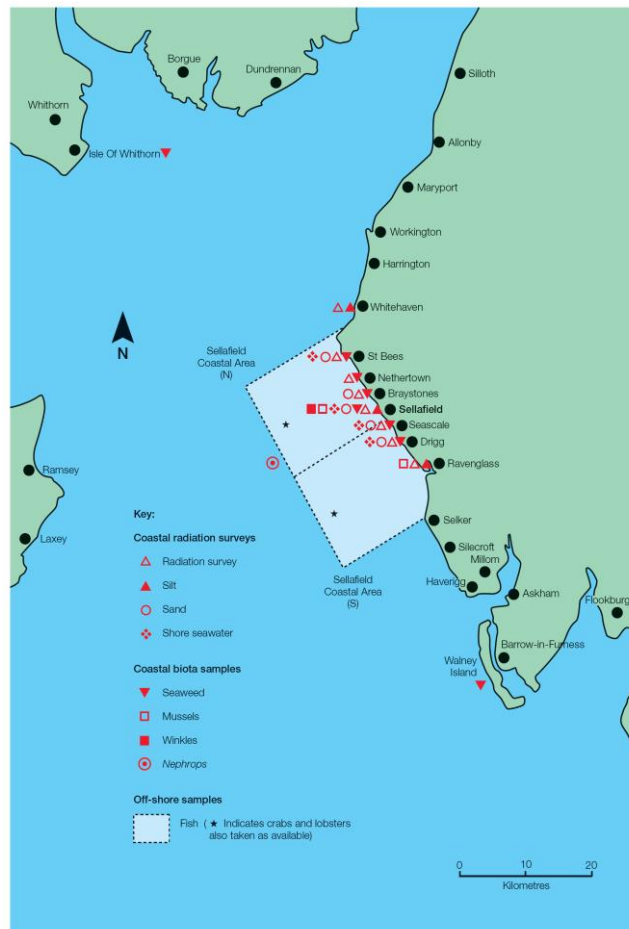 Borgue
Dundrennan
Silloth
Whithorn
Isle Of Whithorn
Allonby
Maryport
Workington
Harrington
Whitehaven
N
Sellafield
Coastal Area
(N)
St Bees
Nethertown
Braystones
Sellafield
Seascale
Drigg
Ravenglass
Ramsey
Laxey
Selker
Silecroft
Millom
Haverigg
Askham
Flookburg
Sellafield
Coastal Area
(S)
Barrow-in-Furness
Walney
Island
Key:
Coastal radiation surveys
Radiation survey
Silt
Sand
Shore seawater
Coastal biota samples
Seaweed
Mussels
Winkles
Nephrops
Off-shore samples
Fish ( ★ Indicates crabs and lobsters
also taken as available)
0 10 20
Kilometres